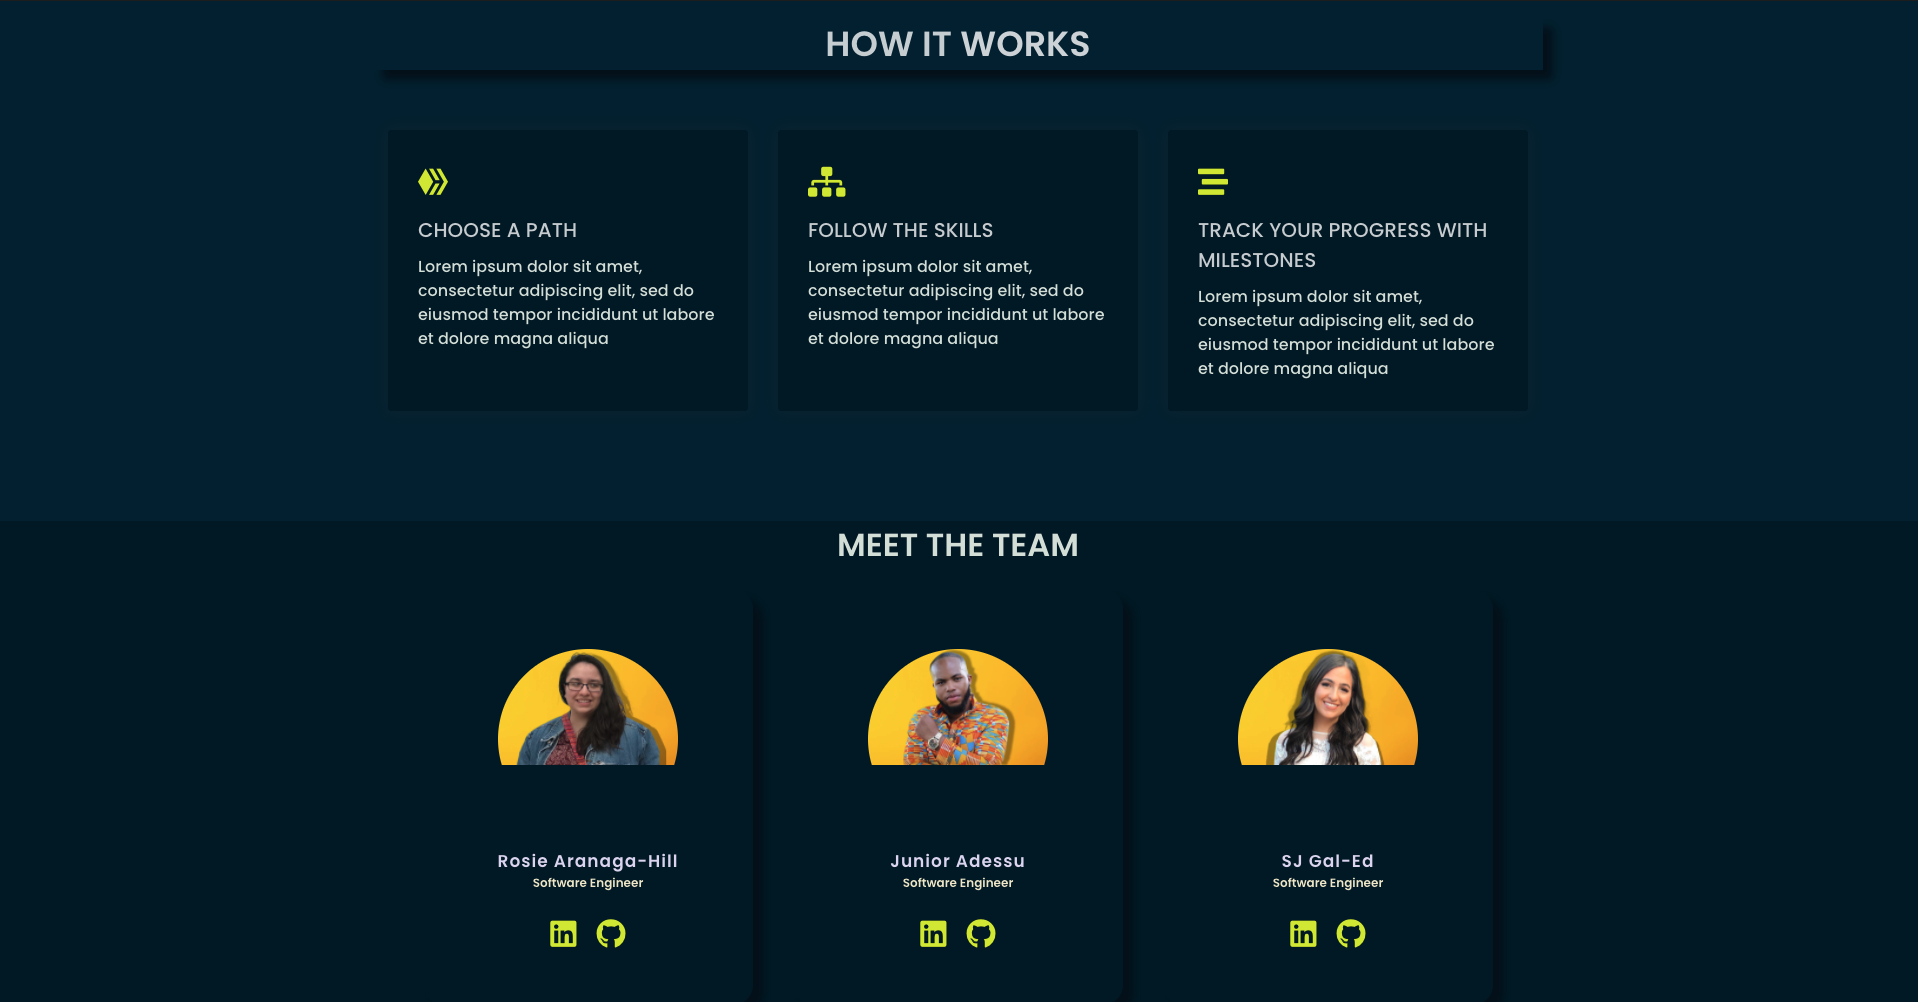 HOW IT WORKS
CHOOSE A PATH
Lorem ipsum dolor sit amet,
consectetur adipiscing elit, sed do
eiusmod tempor incididunt ut labore
et dolore magna aliqua
FOLLOW THE SKILLS
Lorem ipsum dolor sit amet,
consectetur adipiscing elit, sed do
eiusmod tempor incididunt ut labore
et dolore magna aliqua
TRACK YOUR PROGRESS WITH
MILESTONES
Lorem ipsum dolor sit amet,
consectetur adipiscing elit, sed do
eiusmod tempor incididunt ut labore
et dolore magna aliqua
MEET THE TEAM
Rosie Aranaga-Hill
Software Engineer
in
Junior Adessu
Software Engineer
in
SJ Gal-Ed
Software Engineer
in